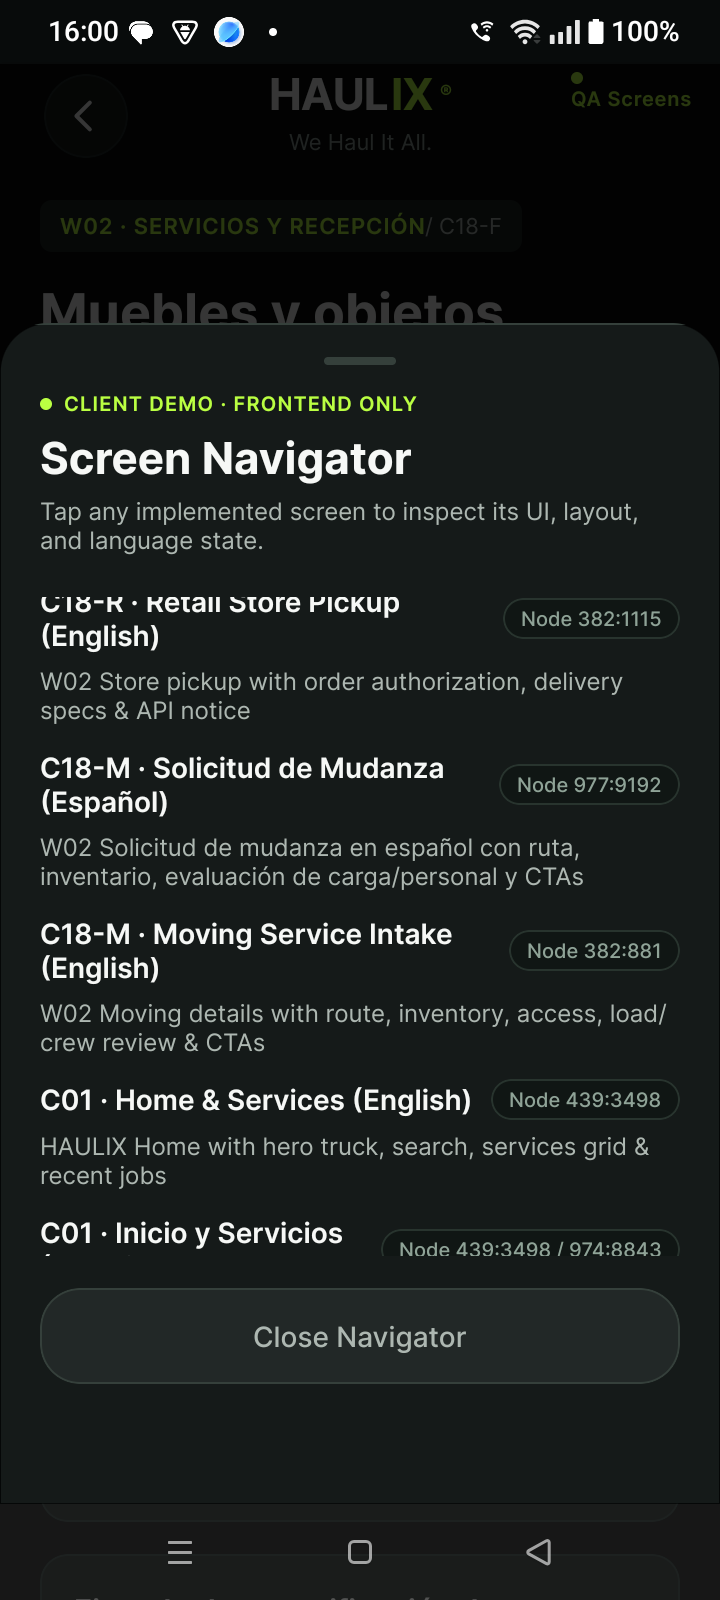 16:00
100%
HAULIX ®
QA Screens
We Haul It All.
W02 · SERVICIOS Y RECEPCIÓN/ C18-F
Muebles y objetos
CLIENT DEMO · FRONTEND ONLY
Screen Navigator
Tap any implemented screen to inspect its UI, layout,
and language state.
C18-R · Retail Store Pickup
(English)
Node 382:1115
W02 Store pickup with order authorization, delivery
specs & API notice
C18-M · Solicitud de Mudanza
(Español)
Node 977:9192
W02 Solicitud de mudanza en español con ruta,
inventario, evaluación de carga/personal y CTAs
C18-M · Moving Service Intake
(English)
Node 382:881
W02 Moving details with route, inventory, access, load/
crew review & CTAs
C01 · Home & Services (English)
Node 439:3498
HAULIX Home with hero truck, search, services grid &
recent jobs
C01 · Inicio y Servicios
Node 439:3498 / 974:8843
Close Navigator